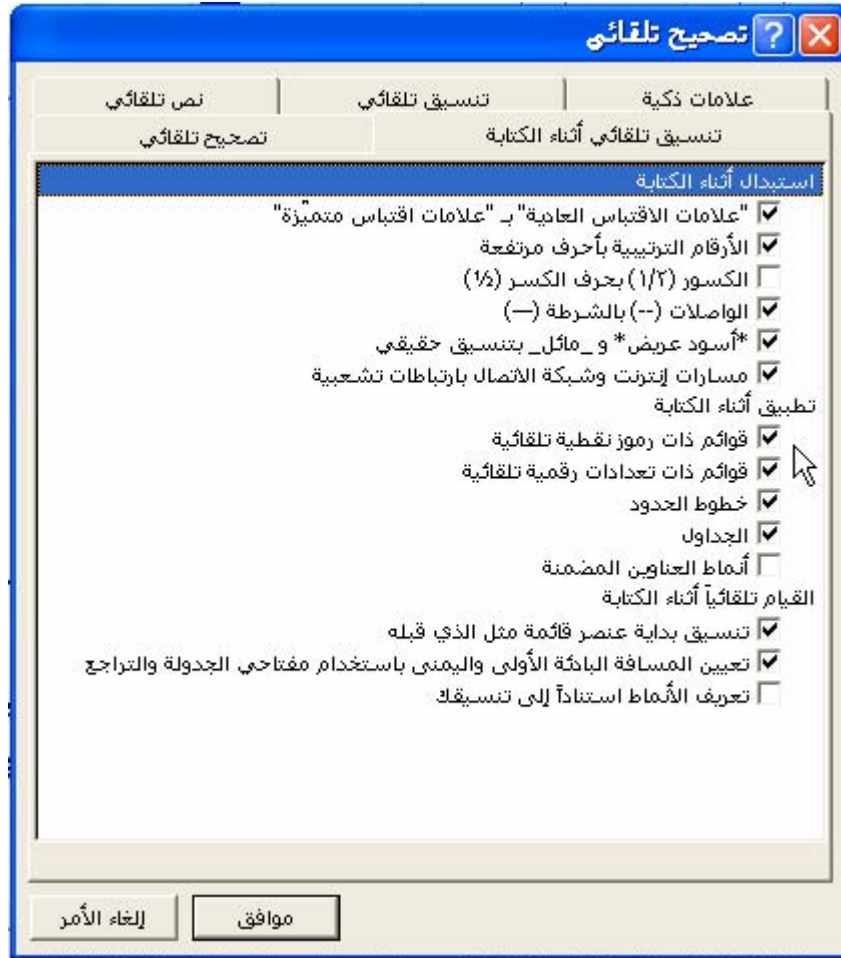 تصحيح تلقائي
علامات ذكية
تنسيق تلقائي
نص تلقائي
تنسيق تلقائي أثناء الكتابة
تصحيح تلقائي
استبدال أثناء الكتابة
"علامات الاقتباس العادية" بـ "علامات اقتباس متميّزة"
الأرقام الترتيبية بأحرف مرتفعة
الكسور (١/٢) بحرف الكسر (½)
الواصلات (--) بالشرطة (—)
*أسود عريض* و _مائل_ بتنسيق حقيقي
مسارات إنترنت وشبكة الاتصال بارتباطات تشعبية
تطبيق أثناء الكتابة
قوائم ذات رموز نقطية تلقائية
قوائم ذات تعدادات رقمية تلقائية
خطوط الحدود
الجداول
أنماط العناوين المضمنة
القيام تلقائياً أثناء الكتابة
تنسيق بداية عنصر قائمة مثل الذي قبله
تعيين المسافة البادئة الأولى واليمنى باستخدام مفتاحي الجدولة والتراجع
تعريف الأنماط استناداً إلى تنسيقك
موافق
إلغاء الأمر